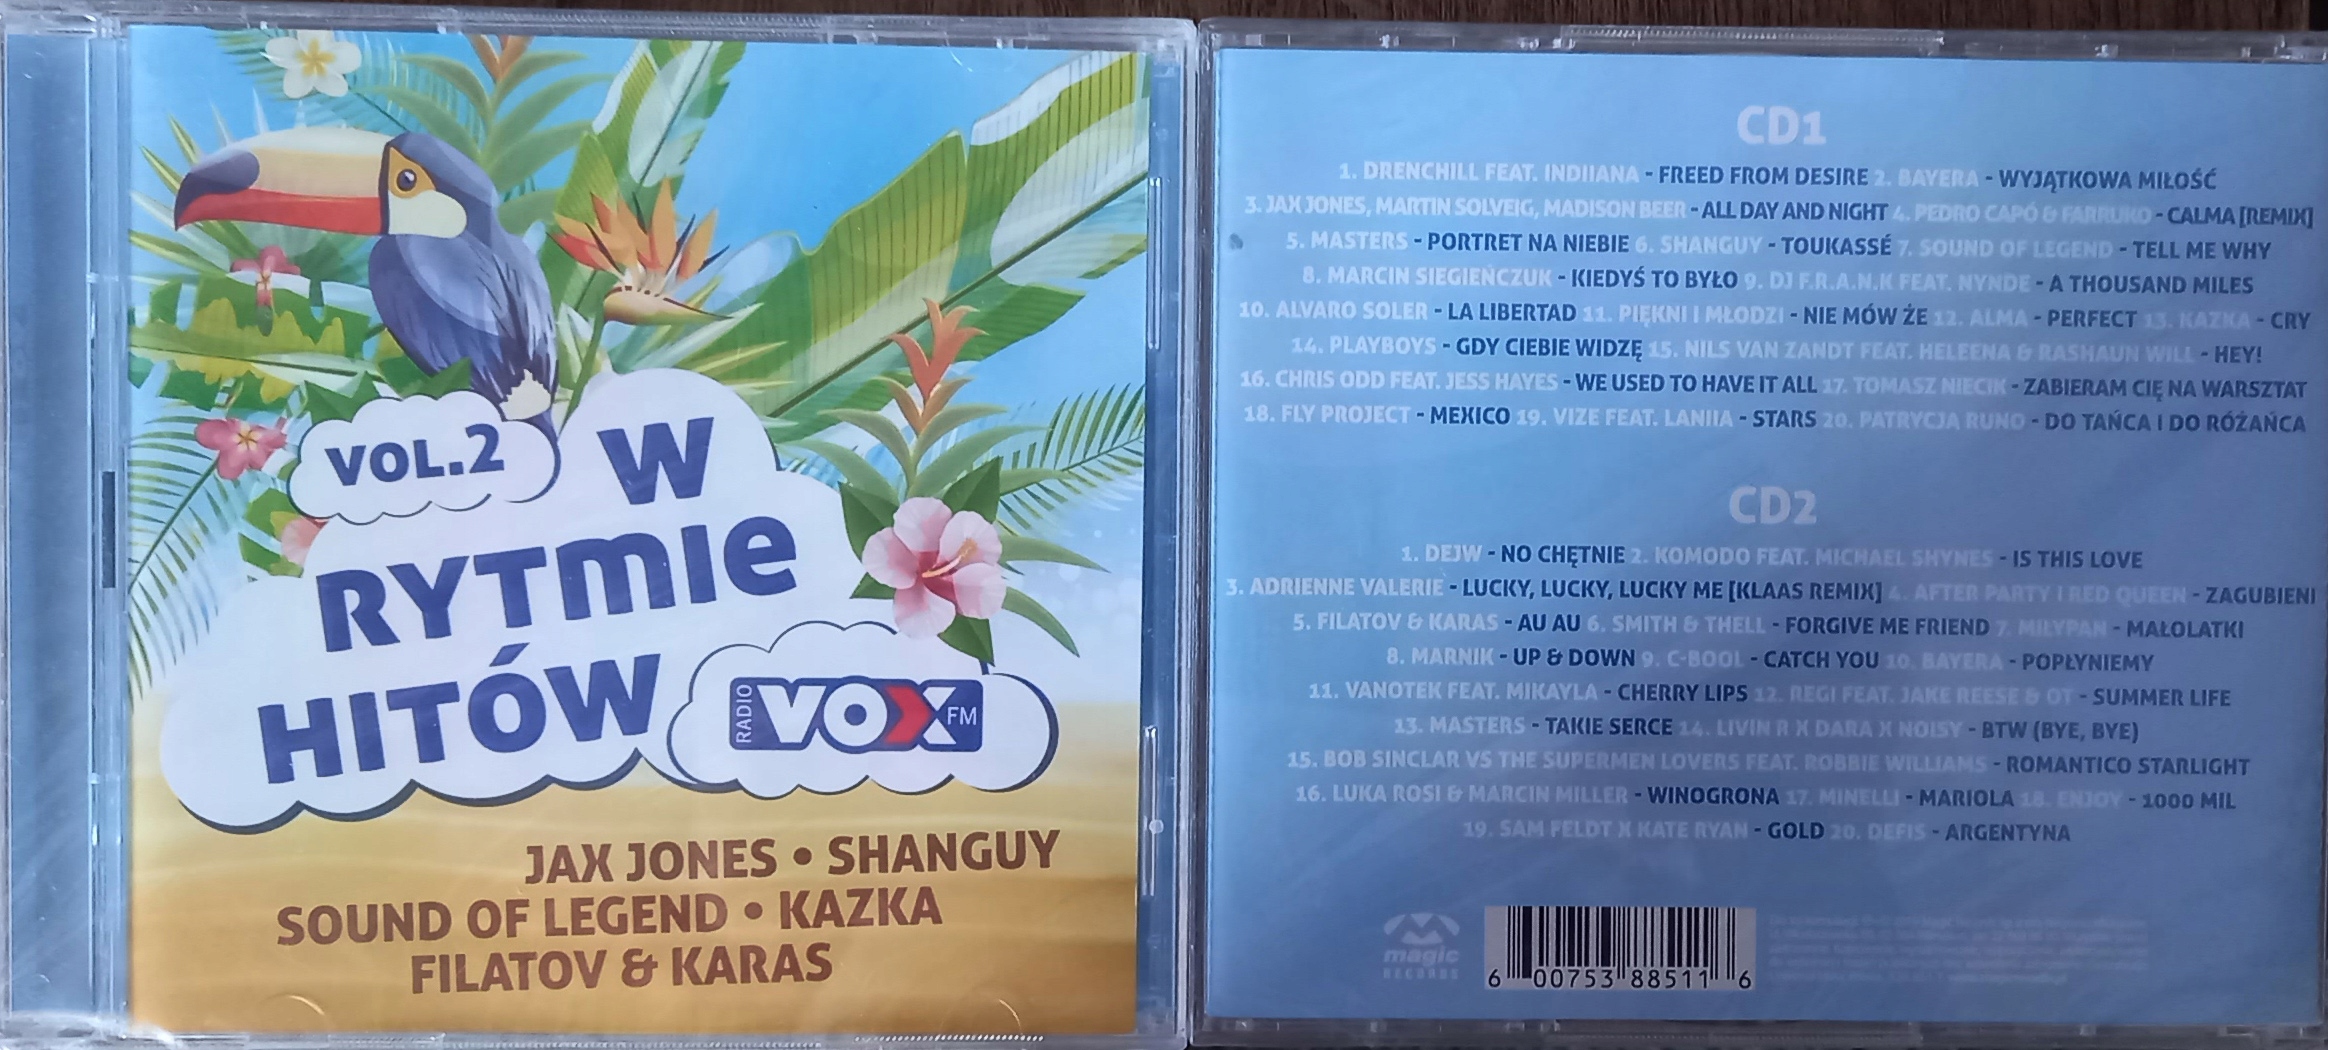 VOL.2
W
RYTMIE
HITÓW
RADIO VOX FM
JAX JONES • SHANGUY
SOUND OF LEGEND • KAZKA
FILATOV & KARAS
CD1
1. DRENCHILL FEAT. INDIIANA - FREED FROM DESIRE 2. BAYERA - WYJĄTKOWA MIŁOŚĆ
3. JAX JONES, MARTIN SOLVEIG, MADISON BEER - ALL DAY AND NIGHT 4. PEDRO CAPÓ & FARRUKO - CALMA [REMIX]
5. MASTERS - PORTRET NA NIEBIE 6. SHANGUY - TOUKASSÉ 7. SOUND OF LEGEND - TELL ME WHY
8. MARCIN SIEGIEŃCZUK - KIEDYŚ TO BYŁO 9. DJ F.R.A.N.K FEAT. NYNDE - A THOUSAND MILES
10. ALVARO SOLER - LA LIBERTAD 11. PIĘKNI I MŁODZI - NIE MÓW ŻE 12. ALMA - PERFECT 13. KAZKA - CRY
14. PLAYBOYS - GDY CIEBIE WIDZĘ 15. NILS VAN ZANDT FEAT. HELEENA & RASHAUN WILL - HEY!
16. CHRIS ODD FEAT. JESS HAYES - WE USED TO HAVE IT ALL 17. TOMASZ NIECIK - ZABIERAM CIĘ NA WARSZTAT
18. FLY PROJECT - MEXICO 19. VIZE FEAT. LANIIA - STARS 20. PATRYCJA RUNO - DO TAŃCA I DO RÓŻAŃCA
CD2
1. DEJW - NO CHĘTNIE 2. KOMODO FEAT. MICHAEL SHYNES - IS THIS LOVE
3. ADRIENNE VALERIE - LUCKY, LUCKY, LUCKY ME [KLAAS REMIX] 4. AFTER PARTY I RED QUEEN - ZAGUBIENI
5. FILATOV & KARAS - AU AU 6. SMITH & THELL - FORGIVE ME FRIEND 7. MIŁYPAN - MAŁOLATKI
8. MARNIK - UP & DOWN 9. C-BOOL - CATCH YOU 10. BAYERA - POPŁYNIEMY
11. VANOTEK FEAT. MIKAYLA - CHERRY LIPS 12. REGI FEAT. JAKE REESE & OT - SUMMER LIFE
13. MASTERS - TAKIE SERCE 14. LIVIN R X DARA X NOISY - BTW (BYE, BYE)
15. BOB SINCLAR VS THE SUPERMEN LOVERS FEAT. ROBBIE WILLIAMS - ROMANTICO STARLIGHT
16. LUKA ROSI & MARCIN MILLER - WINOGRONA 17. MINELLI - MARIOLA 18. ENJOY - 1000 MIL
19. SAM FELDT X KATE RYAN - GOLD 20. DEFIS - ARGENTYNA
magic
RECORDS
6 00753 88511 6